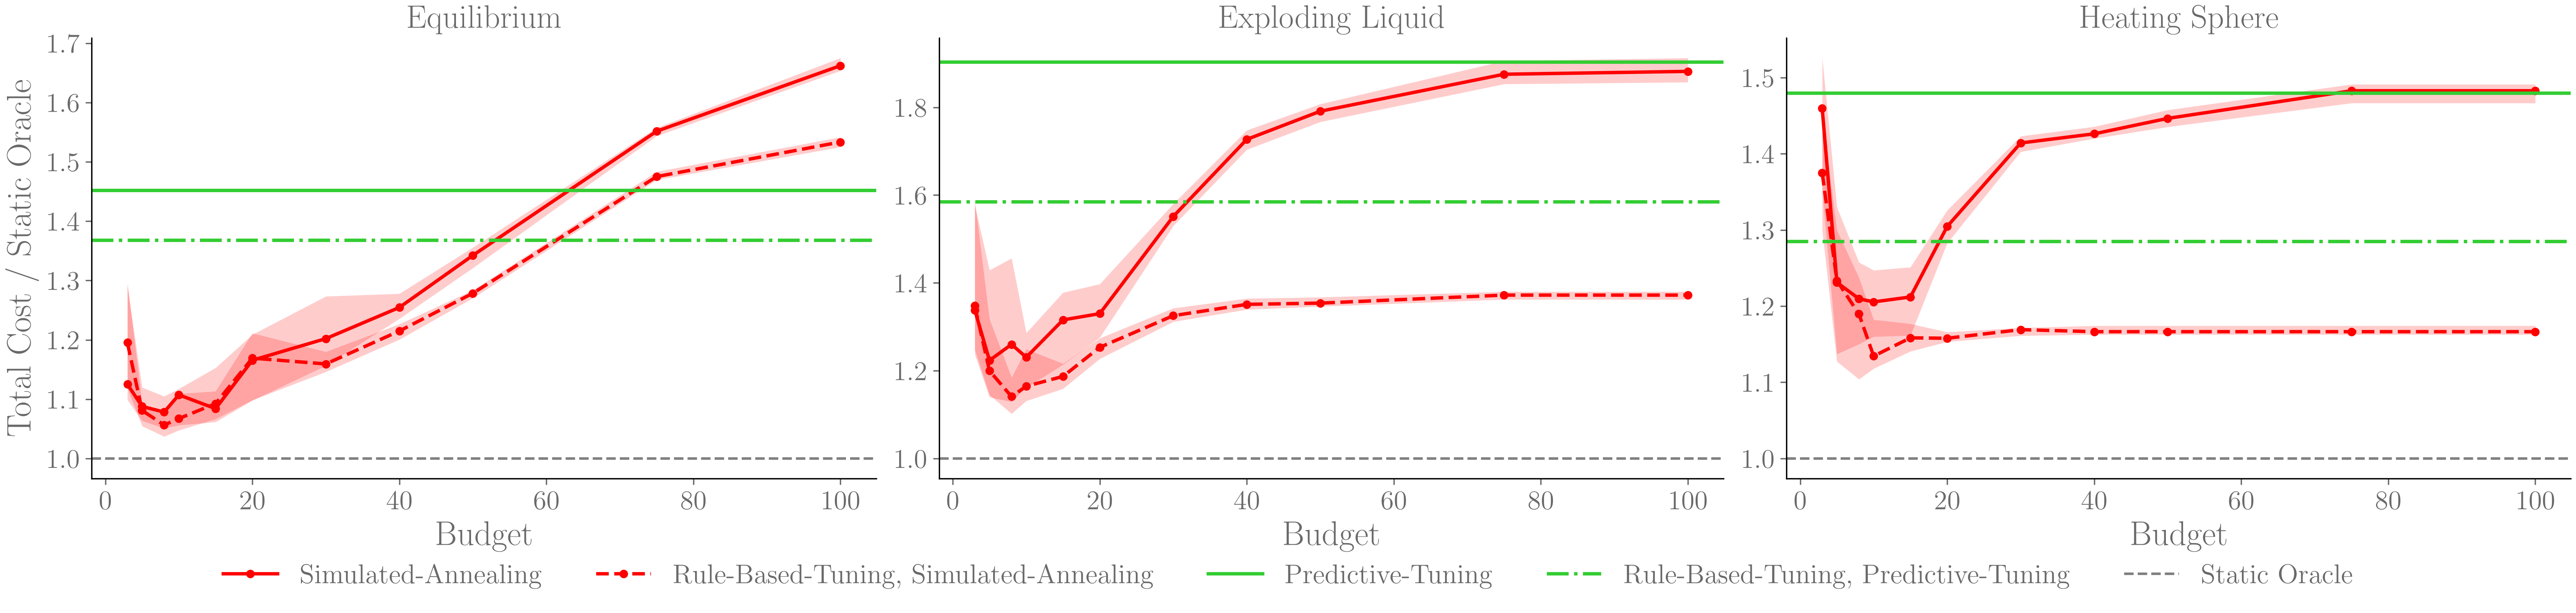 Equilibrium
Exploding Liquid
Heating Sphere
Total Cost / Static Oracle
1.7
1.6
1.5
1.4
1.3
1.2
1.1
1.0
0 20 40 60 80 100
Budget
1.8
1.6
1.4
1.2
1.0
0 20 40 60 80 100
Budget
1.5
1.4
1.3
1.2
1.1
1.0
0 20 40 60 80 100
Budget
Simulated-Annealing
Rule-Based-Tuning, Simulated-Annealing
Predictive-Tuning
Rule-Based-Tuning, Predictive-Tuning
Static Oracle